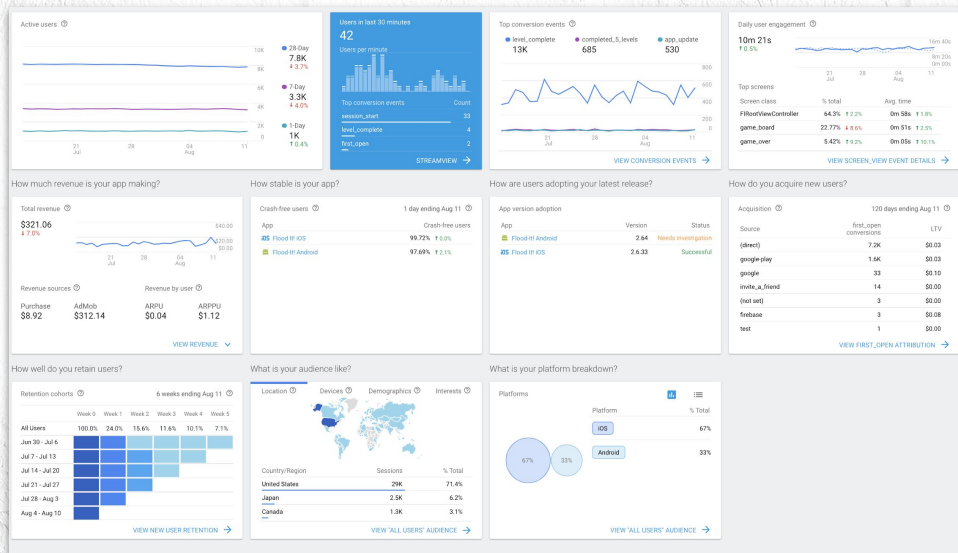 Active users
10K
8K
6K
4K
2K
0
21
Jul
28
04
Aug
11
28-Day
7.8K
3.7%
7-Day
3.3K
4.0%
1-Day
1K
0.4%
Users in last 30 minutes
42
Users per minute
Top conversion events Count
session_start 33
level_complete 4
first_open 2
STREAMVIEW
Top conversion events
level_complete completed_5_levels app_update
13K 685 530
800
600
400
200
0
21
Jul
28
04
Aug
11
VIEW CONVERSION EVENTS
Daily user engagement
10m 21s
0.5%
16m 40s
8m 20s
0m 00s
21
Jul
28
04
Aug
11
Top screens
Screen class % total Avg. time
FIRootViewController 64.3% 2.2% 0m 58s 1.8%
game_board 22.77% 8.6% 0m 51s 2.5%
game_over 5.42% 9.2% 0m 05s 10.1%
VIEW SCREEN_VIEW EVENT DETAILS
How much revenue is your app making?
Total revenue
$321.06
7.0%
$40.00
$20.00
$0.00
21
Jul
28
04
Aug
11
Revenue sources Revenue by user
Purchase AdMob ARPU ARPPU
$8.92 $312.14 $0.04 $1.12
VIEW REVENUE
How stable is your app?
Crash-free users 1 day ending Aug 11
App Crash-free users
iOS Flood It! iOS 99.72% 0.0%
Flood-It! Android 97.69% 2.1%
How are users adopting your latest release?
App version adoption
App Version Status
Flood-It! Android 2.64 Needs investigation
iOS Flood It! iOS 2.6.33 Successful
How do you acquire new users?
Acquisition 120 days ending Aug 11
Source first_open conversions LTV
(direct) 7.2K $0.03
google-play 1.6K $0.03
google 33 $0.10
invite_a_friend 14 $0.00
(not set) 3 $0.00
firebase 3 $0.08
test 1 $0.00
VIEW FIRST_OPEN ATTRIBUTION
How well do you retain users?
Retention cohorts 6 weeks ending Aug 11
Week 0 Week 1 Week 2 Week 3 Week 4 Week 5
All Users 100.0% 24.0% 15.6% 11.6% 10.1% 7.1%
Jun 30 - Jul 6
Jul 7 - Jul 13
Jul 14 - Jul 20
Jul 21 - Jul 27
Jul 28 - Aug 3
Aug 4 - Aug 10
VIEW NEW USER RETENTION
What is your audience like?
Location Devices Demographics Interests
Country/Region Sessions % Total
United States 29K 71.4%
Japan 2.5K 6.2%
Canada 1.3K 3.1%
VIEW "ALL USERS" AUDIENCE
What is your platform breakdown?
Platforms
67% 33%
Platform % Total
iOS 67%
Android 33%
VIEW "ALL USERS" AUDIENCE